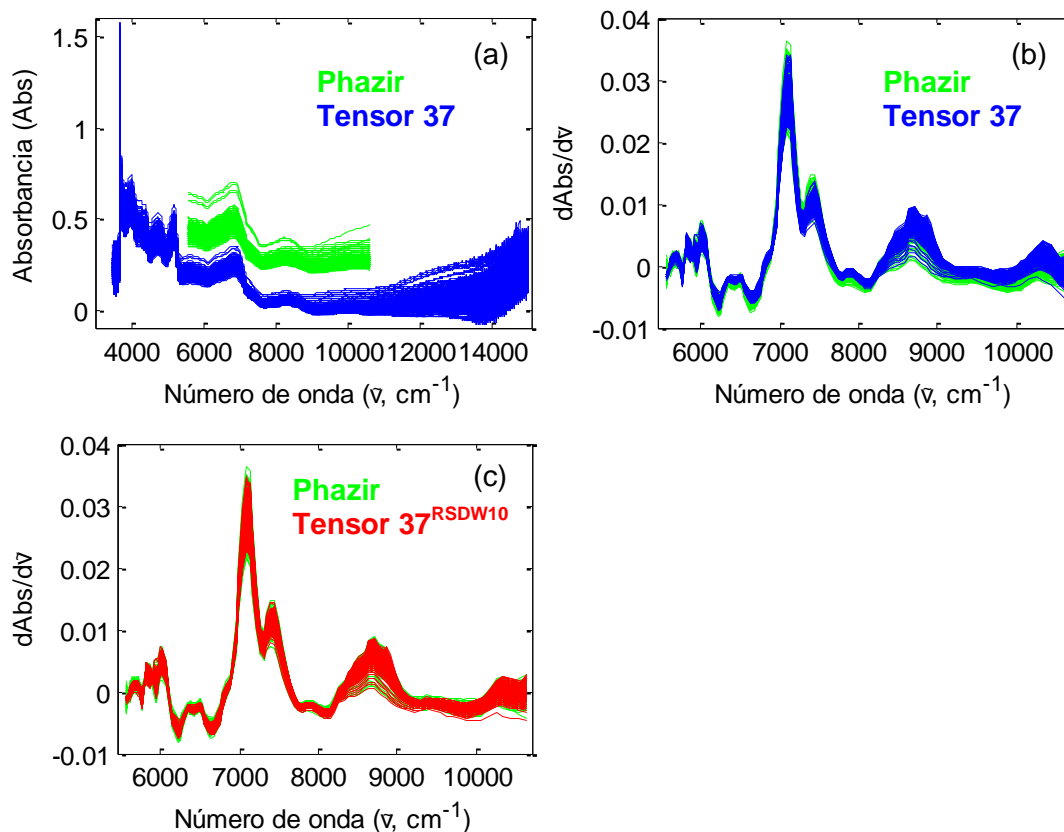 (a)
Phazir
Tensor 37
Absorbancia (Abs)
1.5
1
0.5
0
4000 6000 8000 10000 12000 14000
Número de onda (ṽ, cm⁻¹)
(b)
Phazir
Tensor 37
dAbs/dṽ
0.04
0.03
0.02
0.01
0
-0.01
6000 7000 8000 9000 10000
Número de onda (ṽ, cm⁻¹)
(c)
Phazir
Tensor 37^RSDW10
dAbs/dṽ
0.04
0.03
0.02
0.01
0
-0.01
6000 7000 8000 9000 10000
Número de onda (ṽ, cm⁻¹)